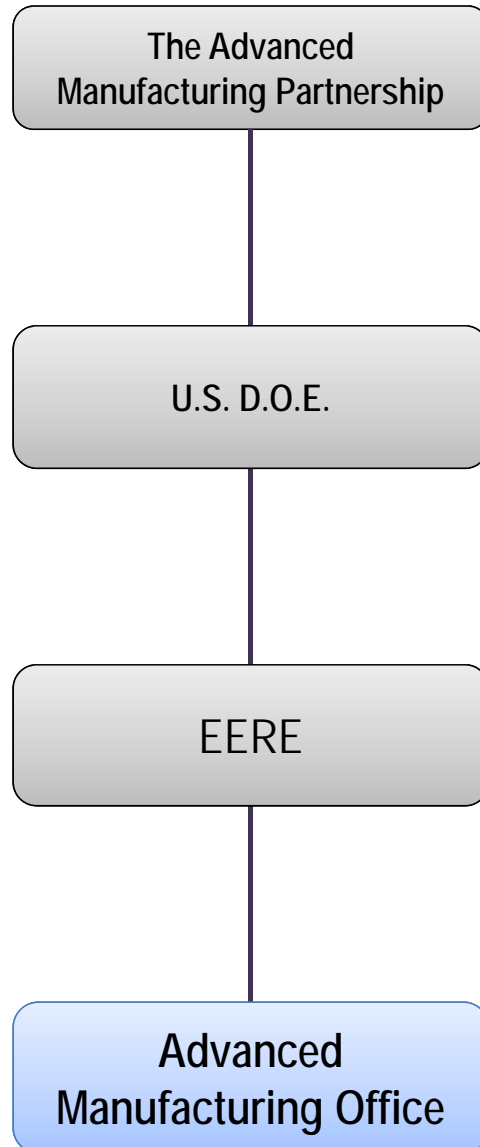 The Advanced
Manufacturing Partnership
U.S. D.O.E.
EERE
Advanced
Manufacturing Office